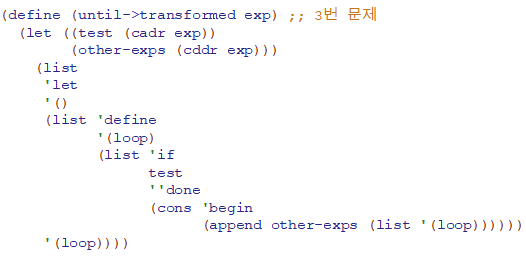 (define (until->transformed exp) ;; 3번 문제
  (let ((test (cadr exp))
        (other-exps (cddr exp)))
    (list
     'let
     '()
     (list 'define
           '(loop)
           (list 'if
                 test
                 ''done
                 (cons 'begin
                       (append other-exps (list '(loop))))))
     '(loop))))